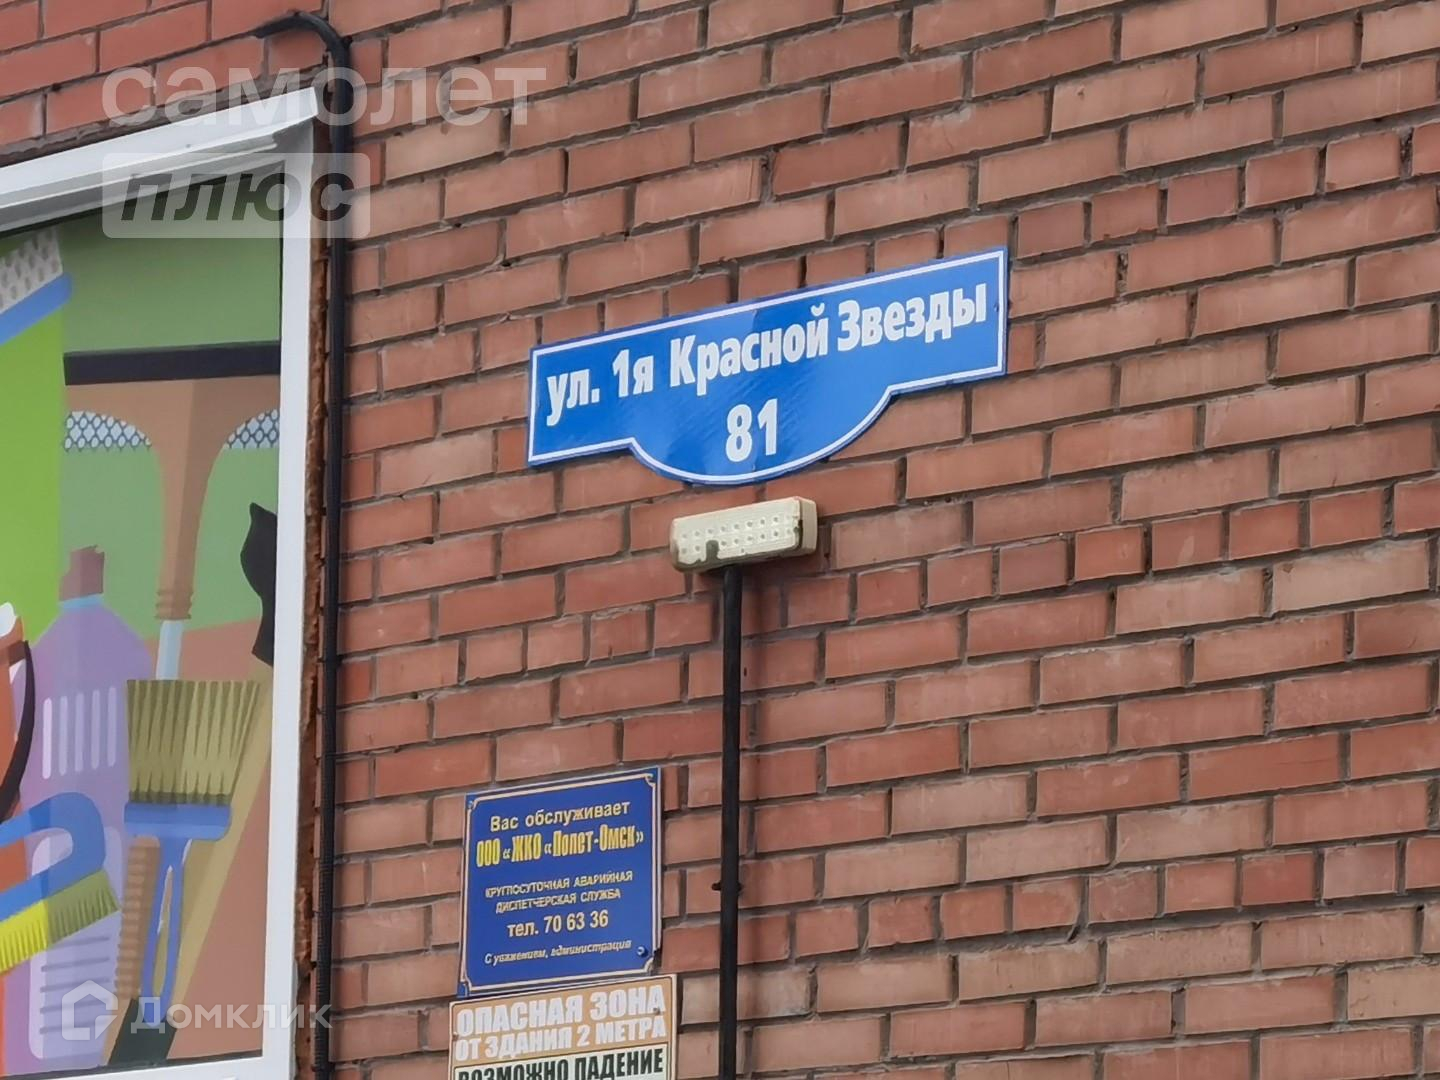 самолет
плюс
ул. 1я Красной Звезды
81
Вас обслуживает
ООО «ЖКО «Полет-Омск»
КРУГЛОСУТОЧНАЯ АВАРИЙНАЯ
ДИСПЕТЧЕРСКАЯ СЛУЖБА
тел. 70 63 36
С уважением, администрация
ОПАСНАЯ ЗОНА
ОТ ЗДАНИЯ 2 МЕТРА
ВОЗМОЖНО ПАДЕНИЕ
Домклик